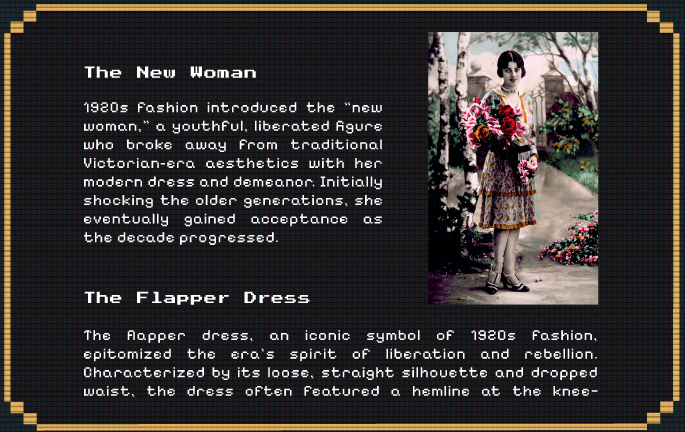 The New Woman
1920s fashion introduced the "new
woman," a youthful, liberated figure
who broke away from traditional
Victorian-era aesthetics with her
modern dress and demeanor. Initially
shocking the older generations, she
eventually gained acceptance as
the decade progressed.
The Flapper Dress
The flapper dress, an iconic symbol of 1920s fashion,
epitomized the era's spirit of liberation and rebellion.
Characterized by its loose, straight silhouette and dropped
waist, the dress often featured a hemline at the knee-